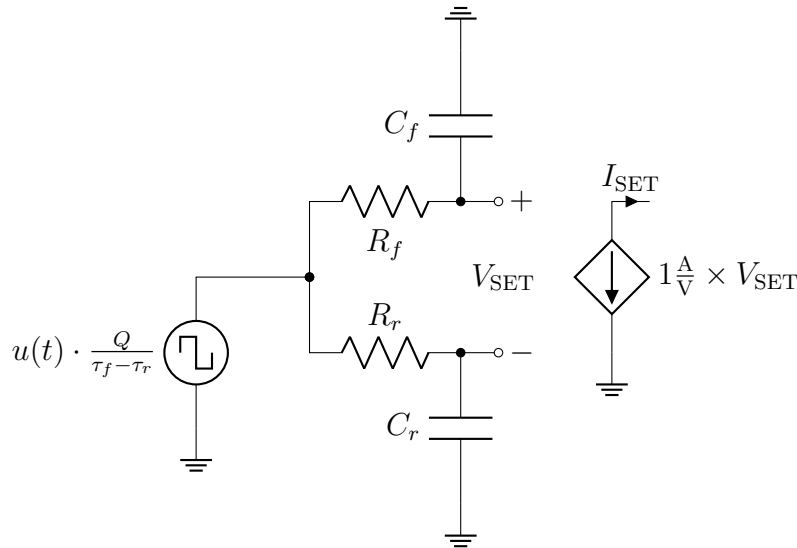 C_f
I_SET
+
R_f
V_SET
1 A/V × V_SET
R_r
u(t) · Q/(τ_f−τ_r)
−
C_r